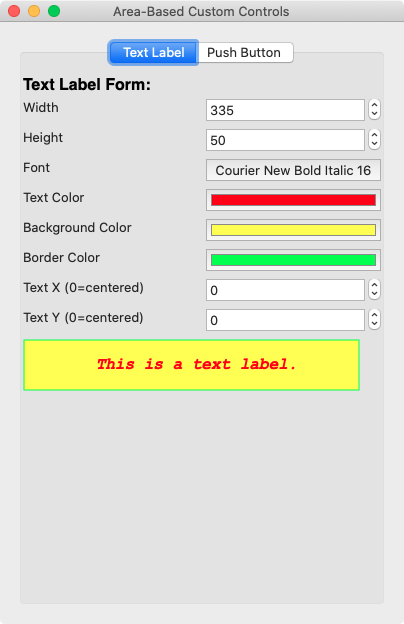 Area-Based Custom Controls
Text Label Push Button
Text Label Form:
Width 335
Height 50
Font Courier New Bold Italic 16
Text Color
Background Color
Border Color
Text X (0=centered) 0
Text Y (0=centered) 0
This is a text label.